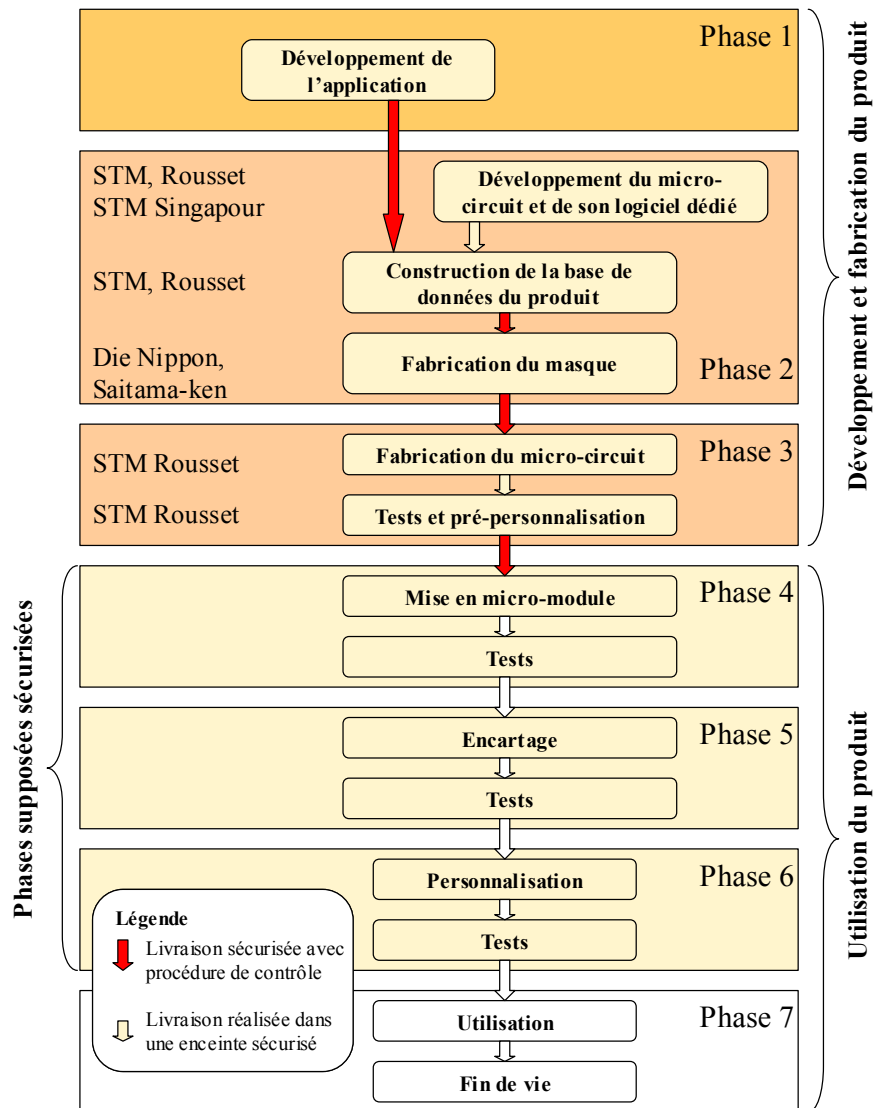 Phase 1
Développement de
l'application
STM, Rousset
STM Singapour
Développement du micro-
circuit et de son logiciel dédié
STM, Rousset
Construction de la base de
données du produit
Die Nippon,
Saitama-ken
Fabrication du masque
Phase 2
Phase 3
STM Rousset
Fabrication du micro-circuit
STM Rousset
Tests et pré-personnalisation
Développement et fabrication du produit
Phase 4
Mise en micro-module
Tests
Phase 5
Encartage
Tests
Phase 6
Personnalisation
Tests
Phases supposées sécurisées
Légende
Livraison sécurisée avec
procédure de contrôle
Livraison réalisée dans
une enceinte sécurisé
Phase 7
Utilisation
Fin de vie
Utilisation du produit